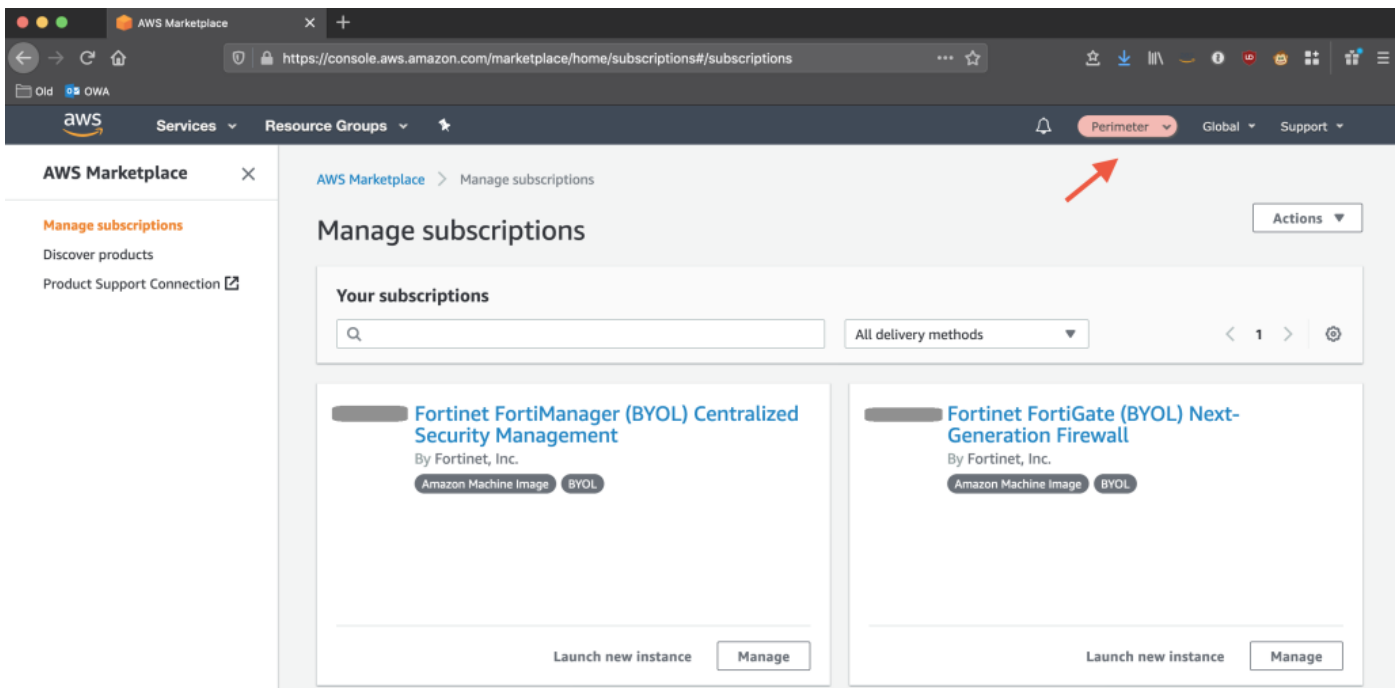 AWS Marketplace
https://console.aws.amazon.com/marketplace/home/subscriptions#/subscriptions
Old OWA
aws Services Resource Groups Perimeter Global Support
AWS Marketplace
Manage subscriptions
Discover products
Product Support Connection
AWS Marketplace > Manage subscriptions
Manage subscriptions
Actions
Your subscriptions
All delivery methods
< 1 >
Fortinet FortiManager (BYOL) Centralized
Security Management
By Fortinet, Inc.
Amazon Machine Image BYOL
Launch new instance Manage
Fortinet FortiGate (BYOL) Next-
Generation Firewall
By Fortinet, Inc.
Amazon Machine Image BYOL
Launch new instance Manage